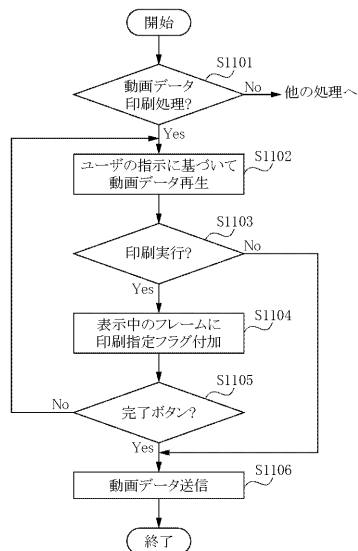 開始
S1101
動画データ
印刷処理?
No
他の処理へ
Yes
S1102
ユーザの指示に基づいて
動画データ再生
S1103
印刷実行?
No
Yes
S1104
表示中のフレームに
印刷指定フラグ付加
S1105
No
完了ボタン?
Yes
S1106
動画データ送信
終了